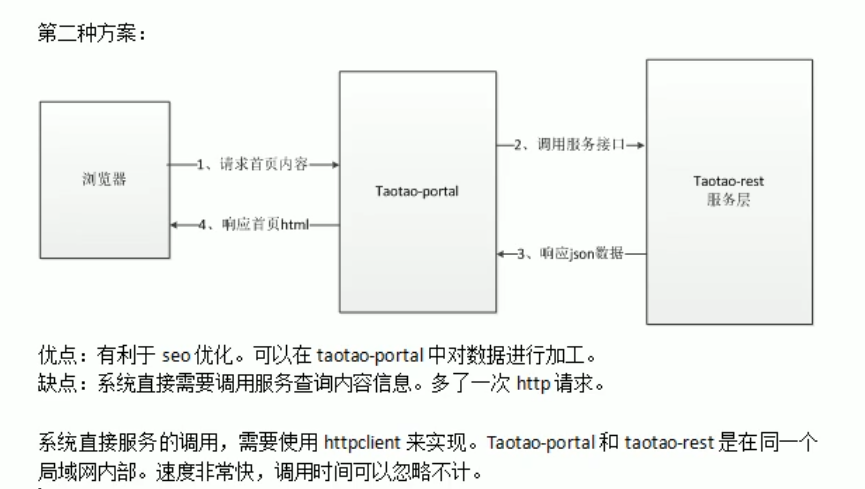 第二种方案：
浏览器
1、请求首页内容
4、响应首页html
Taotao-portal
2、调用服务接口
3、响应json数据
Taotao-rest
服务层
优点：有利于 seo 优化。可以在 taotao-portal 中对数据进行加工。
缺点：系统直接需要调用服务查询内容信息。多了一次 http 请求。
系统直接服务的调用，需要使用 httpclient 来实现。Taotao-portal 和 taotao-rest 是在同一个
局域网内部。速度非常快，调用时间可以忽略不计。